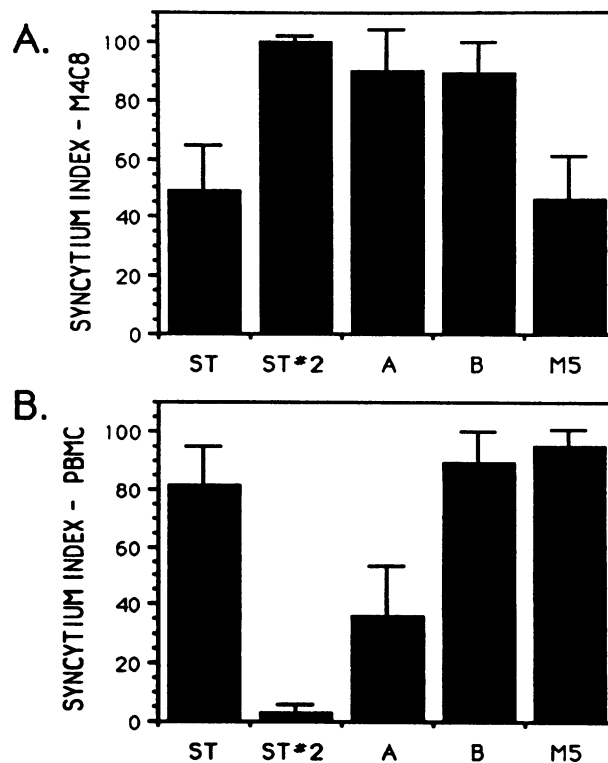 A.
SYNCYTIUM INDEX - M4C8
100
80
60
40
20
0
ST ST#2 A B M5
B.
SYNCYTIUM INDEX - PBMC
100
80
60
40
20
0
ST ST#2 A B M5